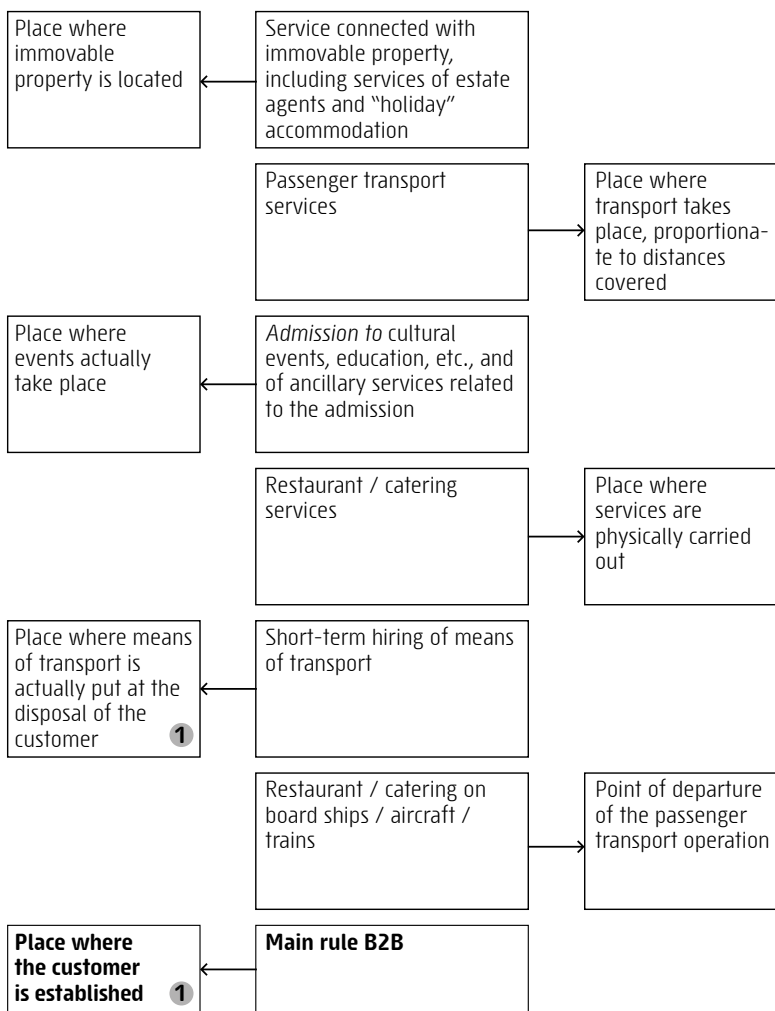 Place where
immovable
property is located
Service connected with
immovable property,
including services of estate
agents and “holiday”
accommodation
Passenger transport
services
Place where
transport takes
place, proportiona-
te to distances
covered
Place where
events actually
take place
Admission to cultural
events, education, etc., and
of ancillary services related
to the admission
Restaurant / catering
services
Place where
services are
physically carried
out
Place where means
of transport is
actually put at the
disposal of the
customer 1
Short-term hiring of means
of transport
Restaurant / catering on
board ships / aircraft /
trains
Point of departure
of the passenger
transport operation
Place where
the customer
is established 1
Main rule B2B